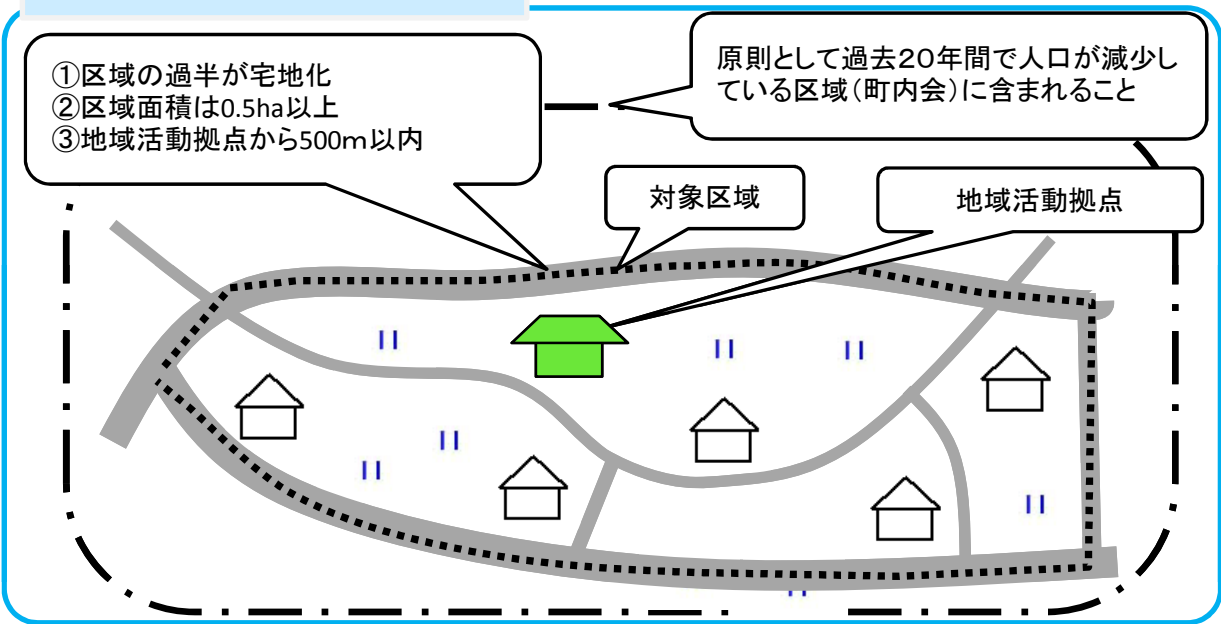 ①区域の過半が宅地化
②区域面積は0.5ha以上
③地域活動拠点から500m以内
原則として過去20年間で人口が減少し
ている区域(町内会)に含まれること
対象区域
地域活動拠点